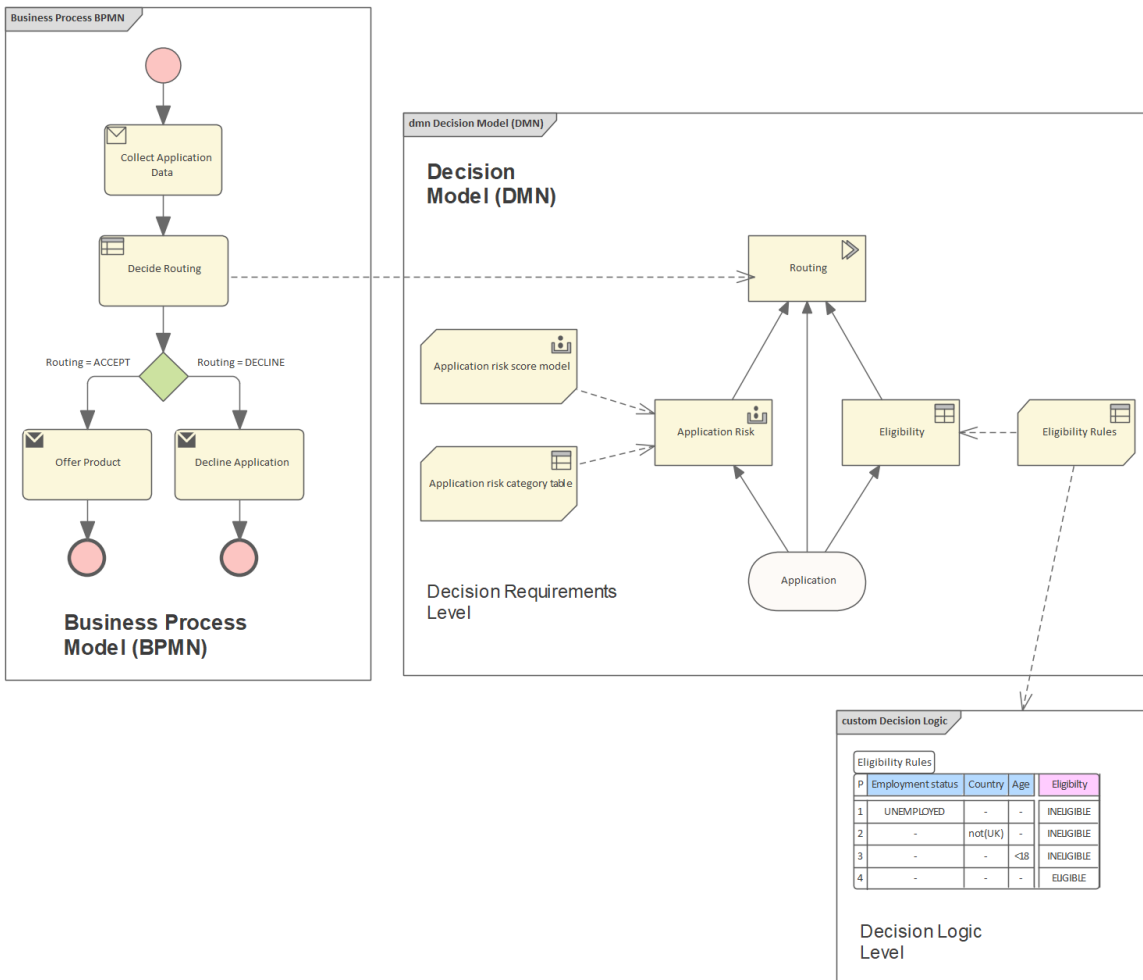 Business Process BPMN
Collect Application
Data
Decide Routing
Routing = ACCEPT
Routing = DECLINE
Offer Product
Decline Application
Business Process
Model (BPMN)
dmn Decision Model (DMN)
Decision
Model (DMN)
Routing
Application risk score model
Application Risk
Eligibility
Eligibility Rules
Application risk category table
Application
Decision Requirements
Level
custom Decision Logic
Eligibility Rules
P Employment status Country Age Eligibilty
1 UNEMPLOYED - - INELIGIBLE
2 - not(UK) - INELIGIBLE
3 - - <18 INELIGIBLE
4 - - - ELIGIBLE
Decision Logic
Level